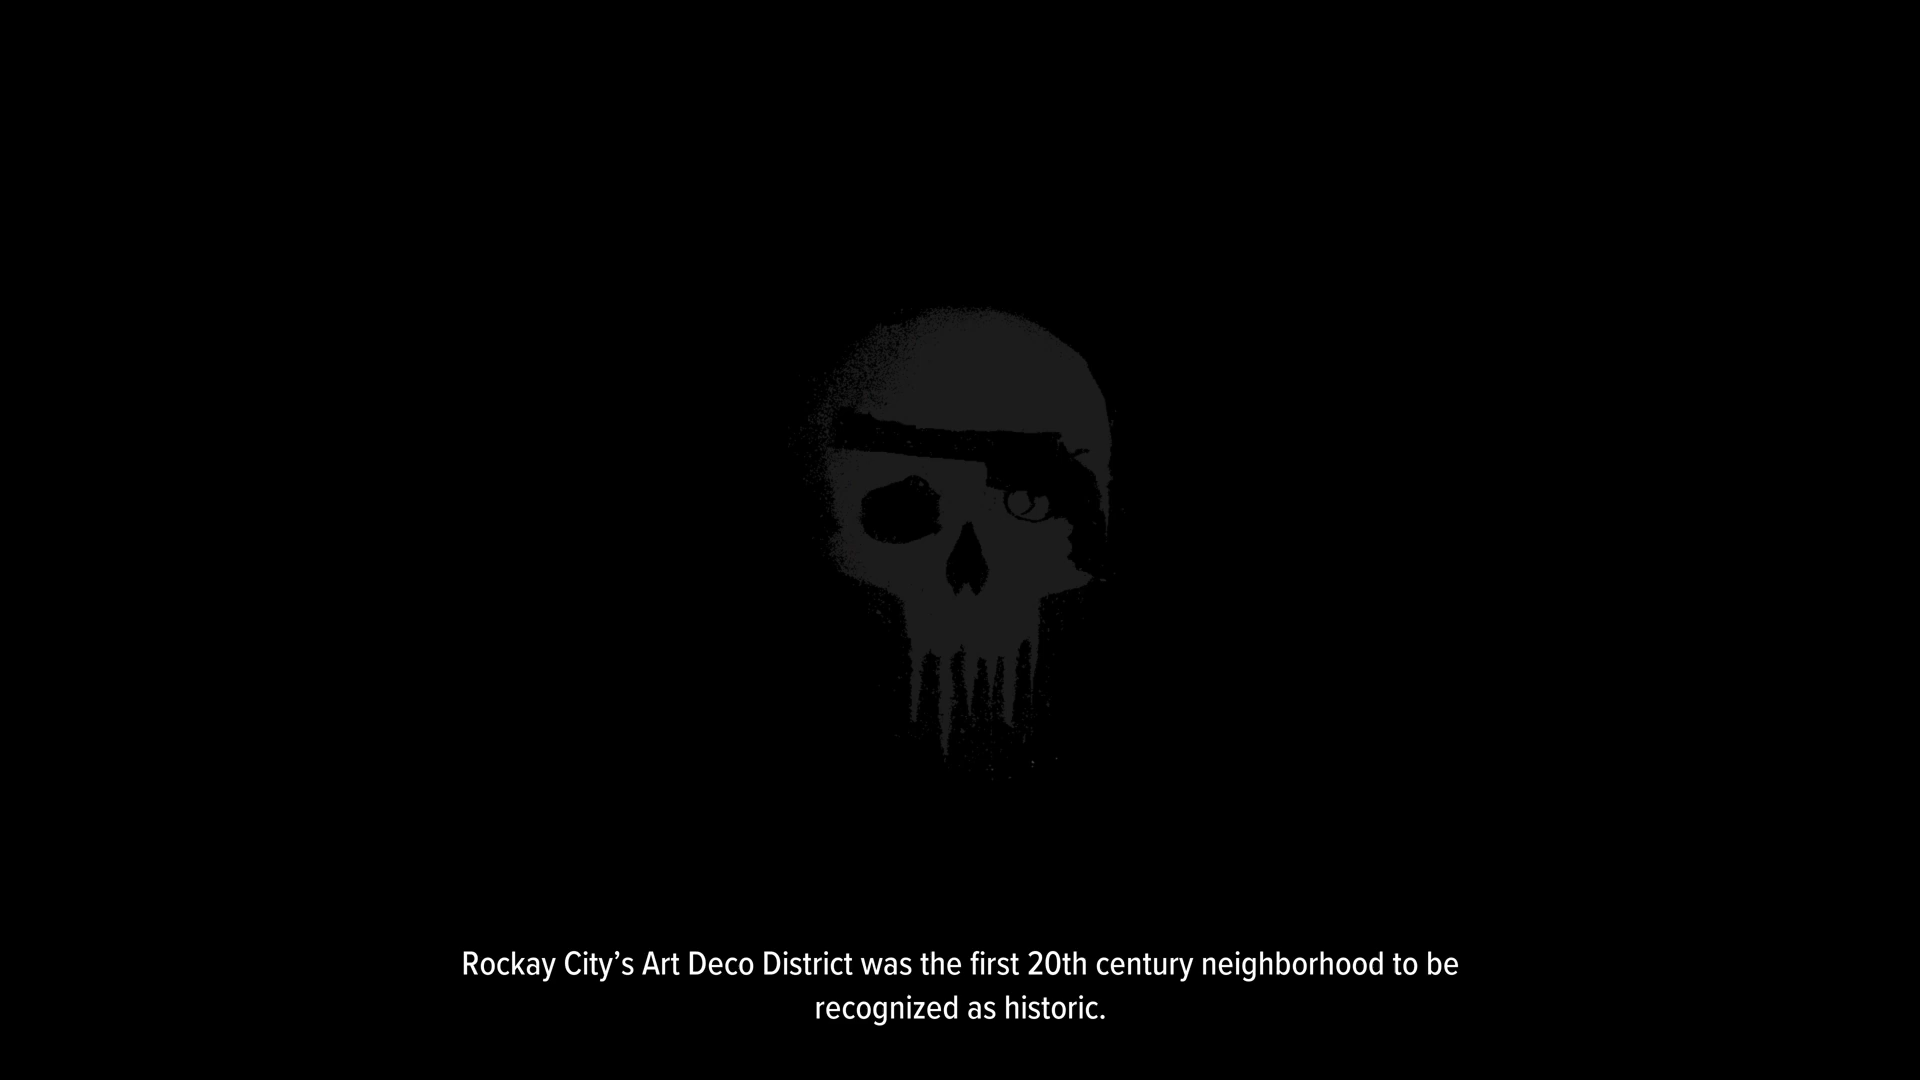 Rockay City’s Art Deco District was the first 20th century neighborhood to be
recognized as historic.